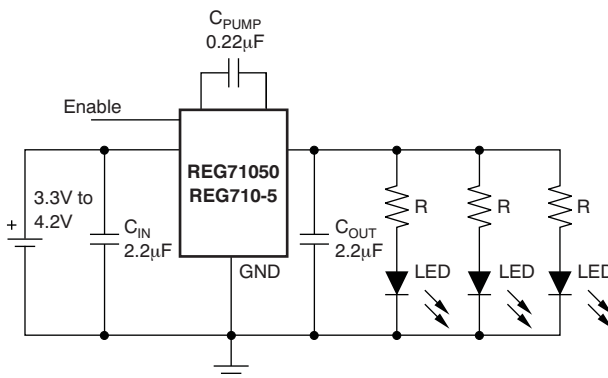 C_PUMP
0.22µF
Enable
REG71050
REG710-5
3.3V to
4.2V
+
C_IN
2.2µF
C_OUT
2.2µF
GND
R
R
R
LED
LED
LED